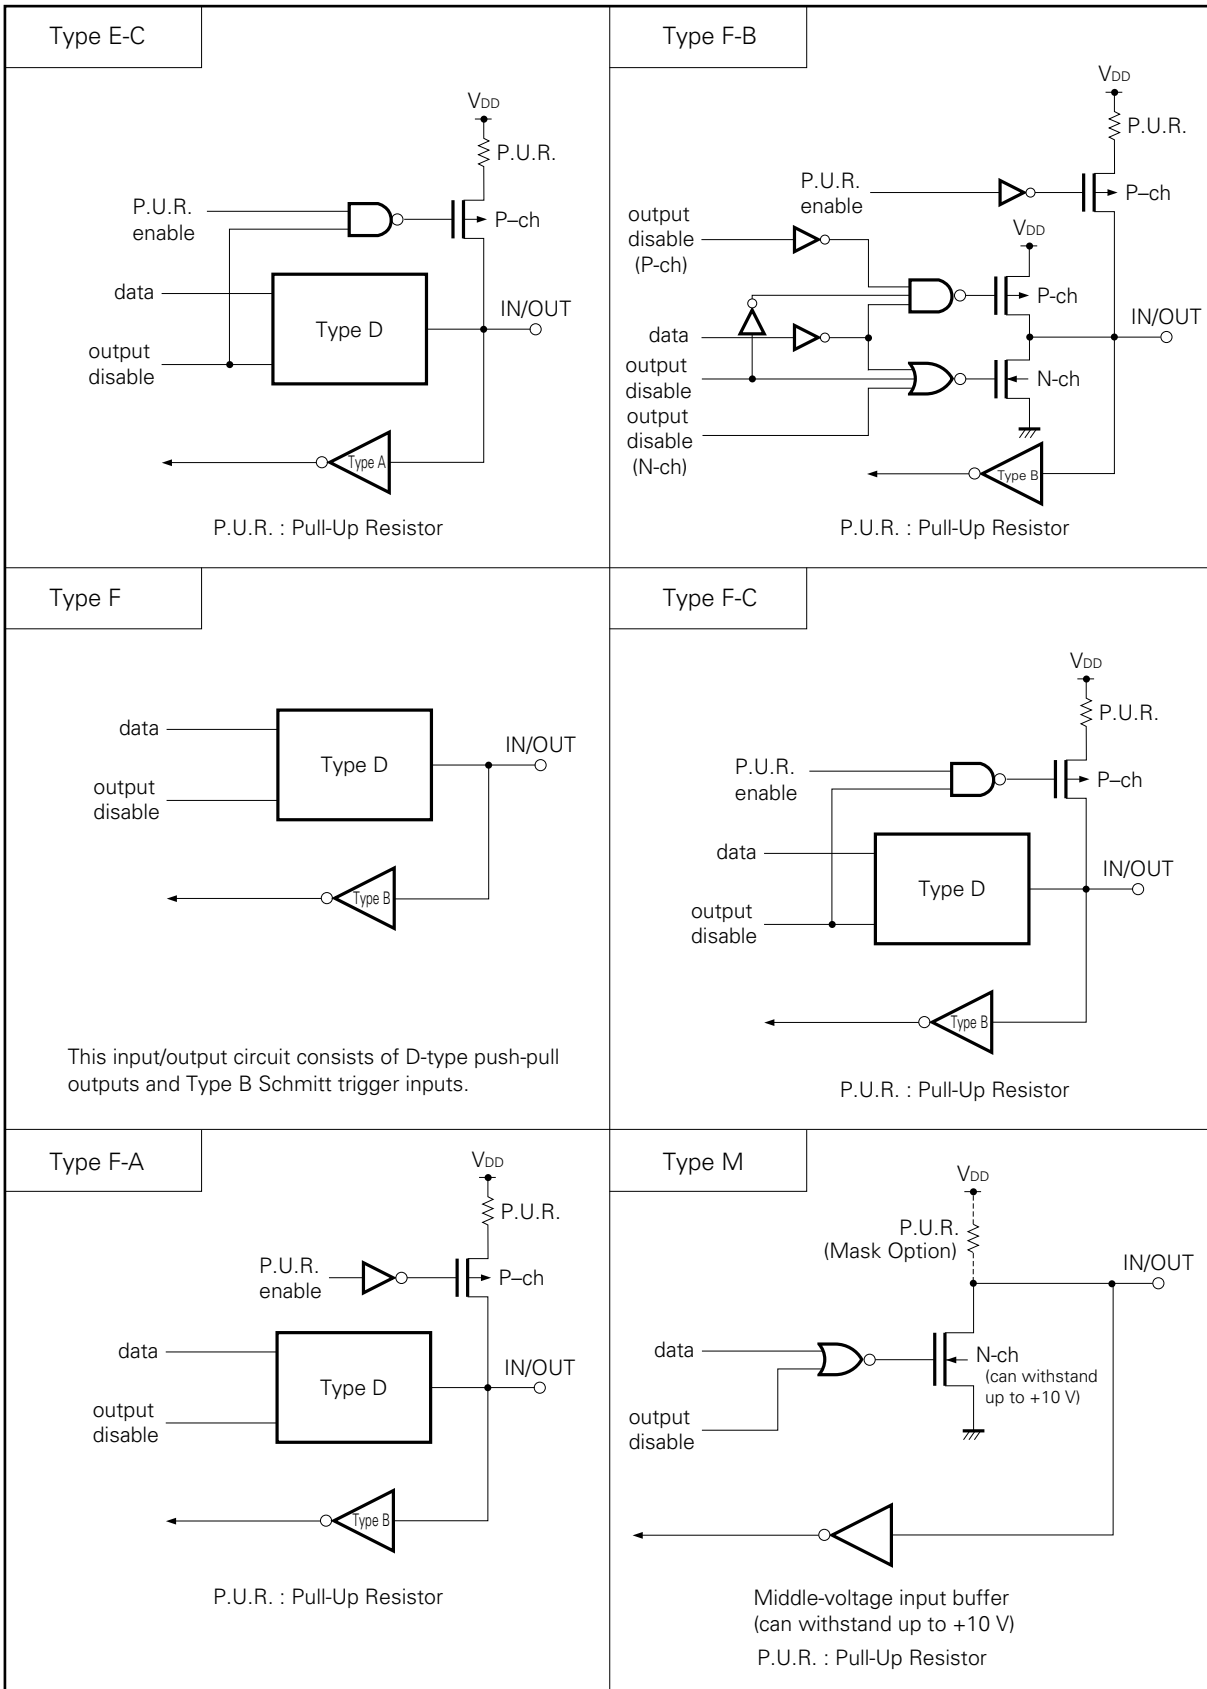 Type E-C
VDD
P.U.R.
P.U.R.
enable
P–ch
data
Type D
IN/OUT
output
disable
Type A
P.U.R. : Pull-Up Resistor
Type F-B
VDD
P.U.R.
P.U.R.
enable
P–ch
output
disable
(P-ch)
VDD
P-ch
IN/OUT
data
output
disable
N-ch
output
disable
(N-ch)
Type B
P.U.R. : Pull-Up Resistor
Type F
data
Type D
IN/OUT
output
disable
Type B
This input/output circuit consists of D-type push-pull
outputs and Type B Schmitt trigger inputs.
Type F-C
VDD
P.U.R.
P.U.R.
enable
P–ch
data
Type D
IN/OUT
output
disable
Type B
P.U.R. : Pull-Up Resistor
Type F-A
VDD
P.U.R.
P.U.R.
enable
P–ch
data
Type D
IN/OUT
output
disable
Type B
P.U.R. : Pull-Up Resistor
Type M
VDD
P.U.R.
(Mask Option)
IN/OUT
data
N-ch
(can withstand
up to +10 V)
output
disable
Middle-voltage input buffer
(can withstand up to +10 V)
P.U.R. : Pull-Up Resistor